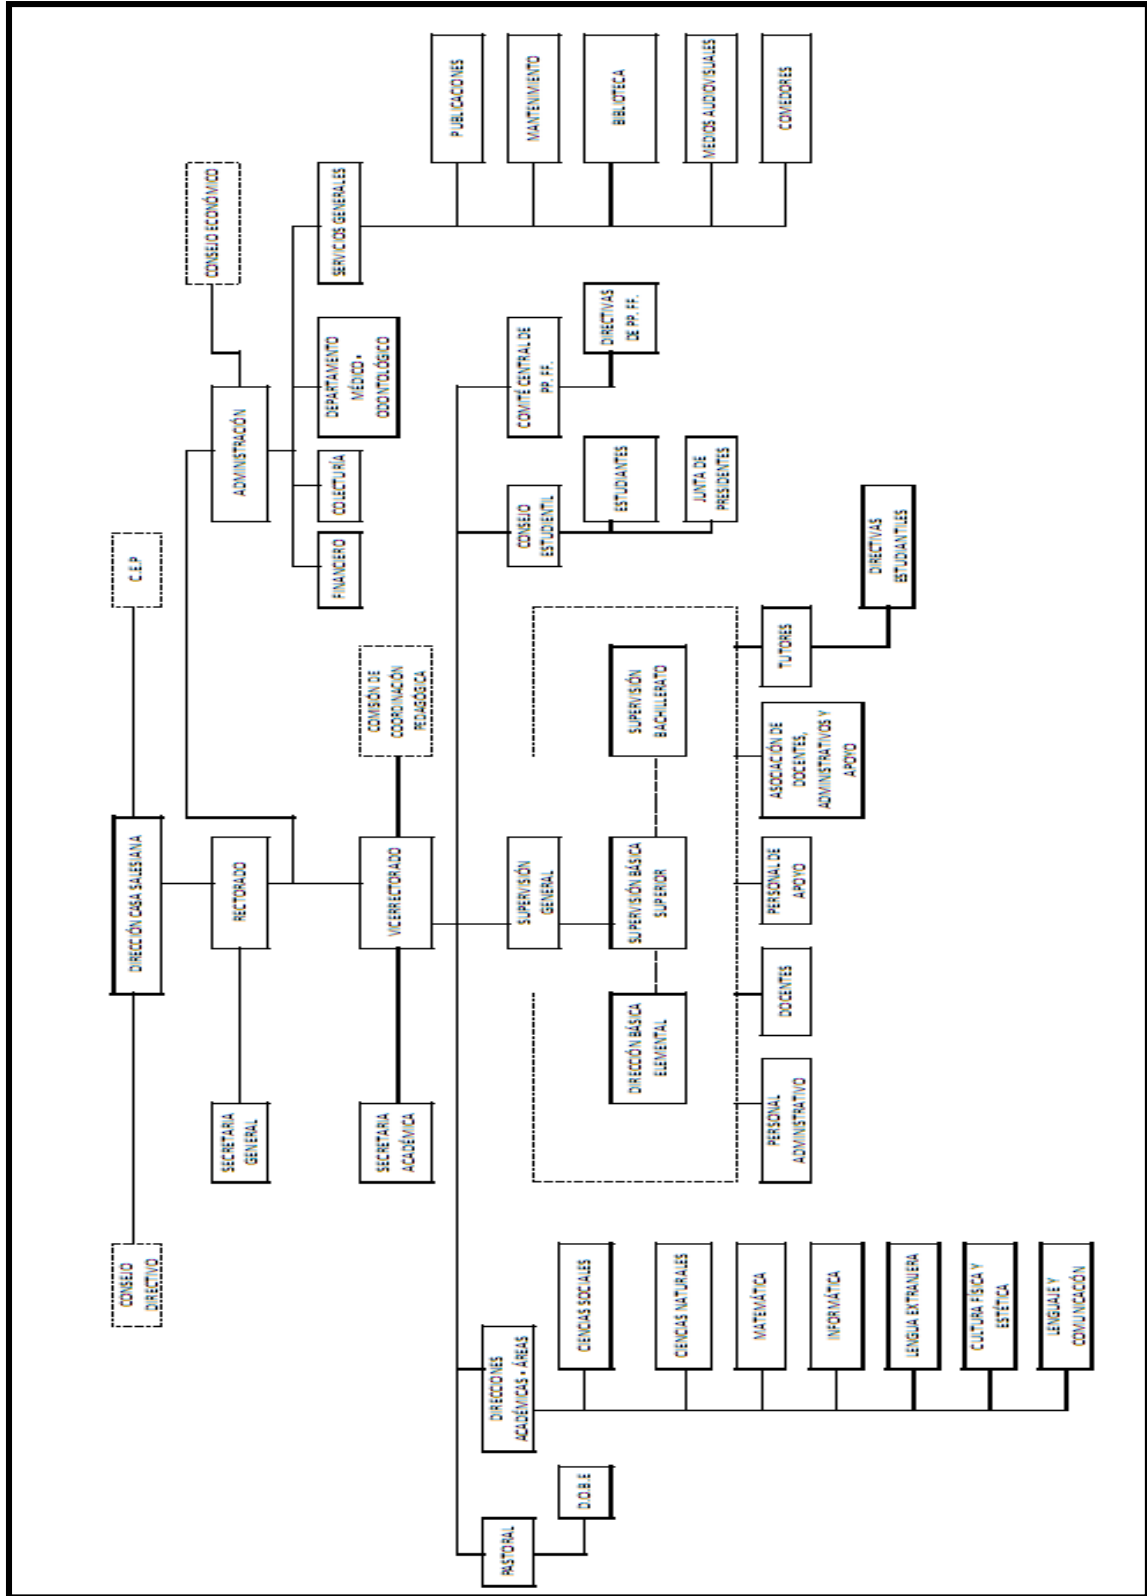 CONSEJO
DIRECTIVO
DIRECCIÓN CASA SALESIANA
C.E.P
SECRETARIA
GENERAL
RECTORADO
ADMINISTRACIÓN
CONSEJO ECONÓMICO
FINANCIERO
COLECTURÍA
DEPARTAMENTO
MÉDICO -
ODONTOLÓGICO
SERVICIOS GENERALES
PUBLICACIONES
MANTENIMIENTO
BIBLIOTECA
MEDIOS AUDIOVISUALES
COMEDORES
SECRETARIA
ACADÉMICA
VICERRECTORADO
COMISIÓN DE
COORDINACIÓN
PEDAGÓGICA
PASTORAL
D.O.B.E
DIRECCIONES
ACADÉMICAS - ÁREAS
CIENCIAS SOCIALES
CIENCIAS NATURALES
MATEMÁTICA
INFORMÁTICA
LENGUA EXTRANJERA
CULTURA FÍSICA Y
ESTÉTICA
LENGUAJE Y
COMUNICACIÓN
SUPERVISIÓN
GENERAL
DIRECCIÓN BÁSICA
ELEMENTAL
SUPERVISIÓN BÁSICA
SUPERIOR
SUPERVISIÓN
BACHILLERATO
PERSONAL
ADMINISTRATIVO
DOCENTES
PERSONAL DE
APOYO
ASOCIACIÓN DE
DOCENTES,
ADMINISTRATIVOS Y
APOYO
TUTORES
DIRECTIVAS
ESTUDIANTILES
CONSEJO
ESTUDIENTIL
ESTUDIANTES
JUNTA DE
PRESIDENTES
COMITÉ CENTRAL DE
PP. FF.
DIRECTIVAS
DE PP. FF.